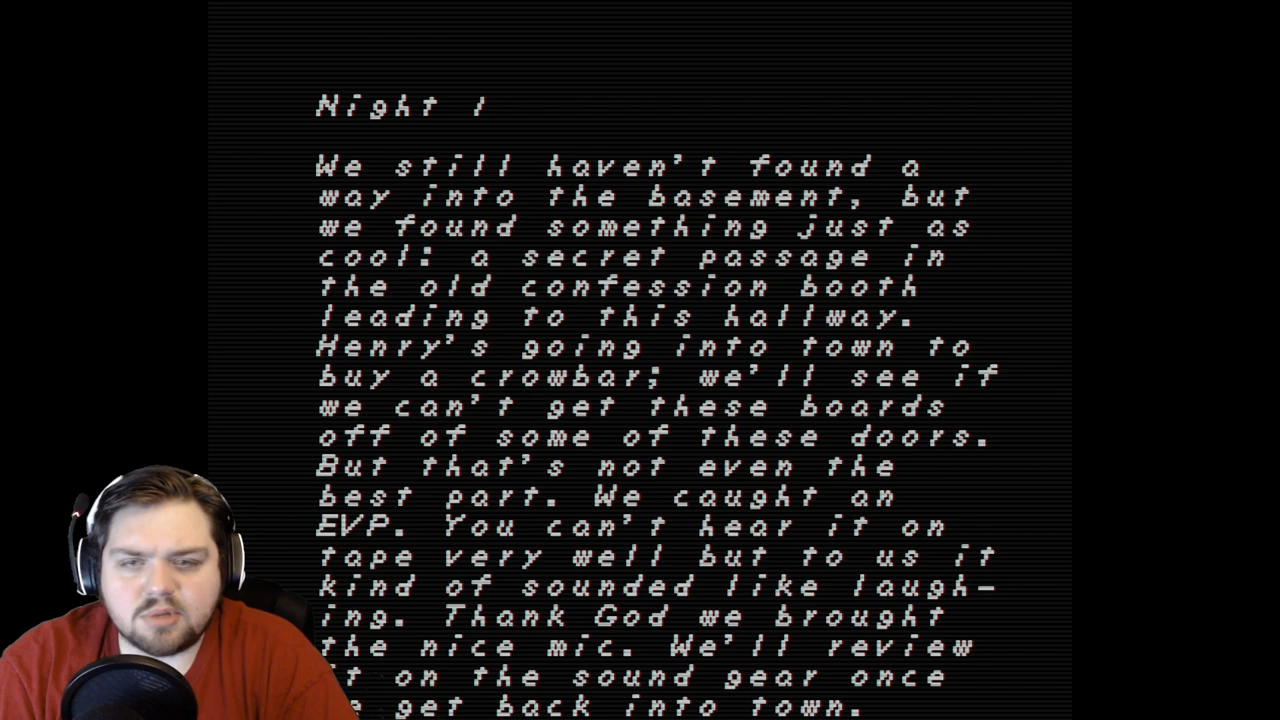 Night 1
We still haven't found a
way into the basement, but
we found something just as
cool: a secret passage in
the old confession booth
leading to this hallway.
Henry's going into town to
buy a crowbar; we'll see if
we can't get these boards
off of some of these doors.
But that's not even the
best part. We caught an
EVP. You can't hear it on
tape very well but to us it
kind of sounded like laugh-
ing. Thank God we brought
the nice mic. We'll review
it on the sound gear once
get back into town.